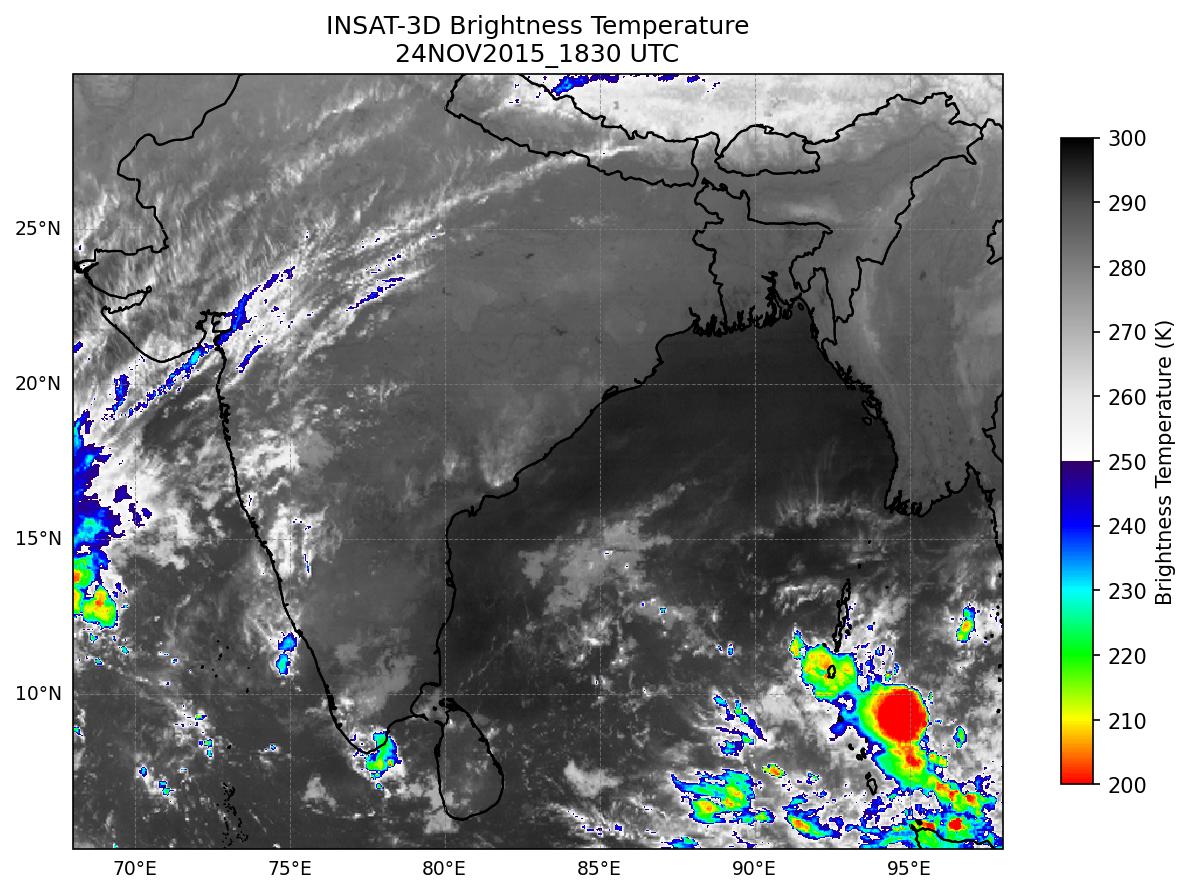 INSAT-3D Brightness Temperature
24NOV2015_1830 UTC
25°N
20°N
15°N
10°N
70°E
75°E
80°E
85°E
90°E
95°E
300
290
280
270
260
250
240
230
220
210
200
Brightness Temperature (K)